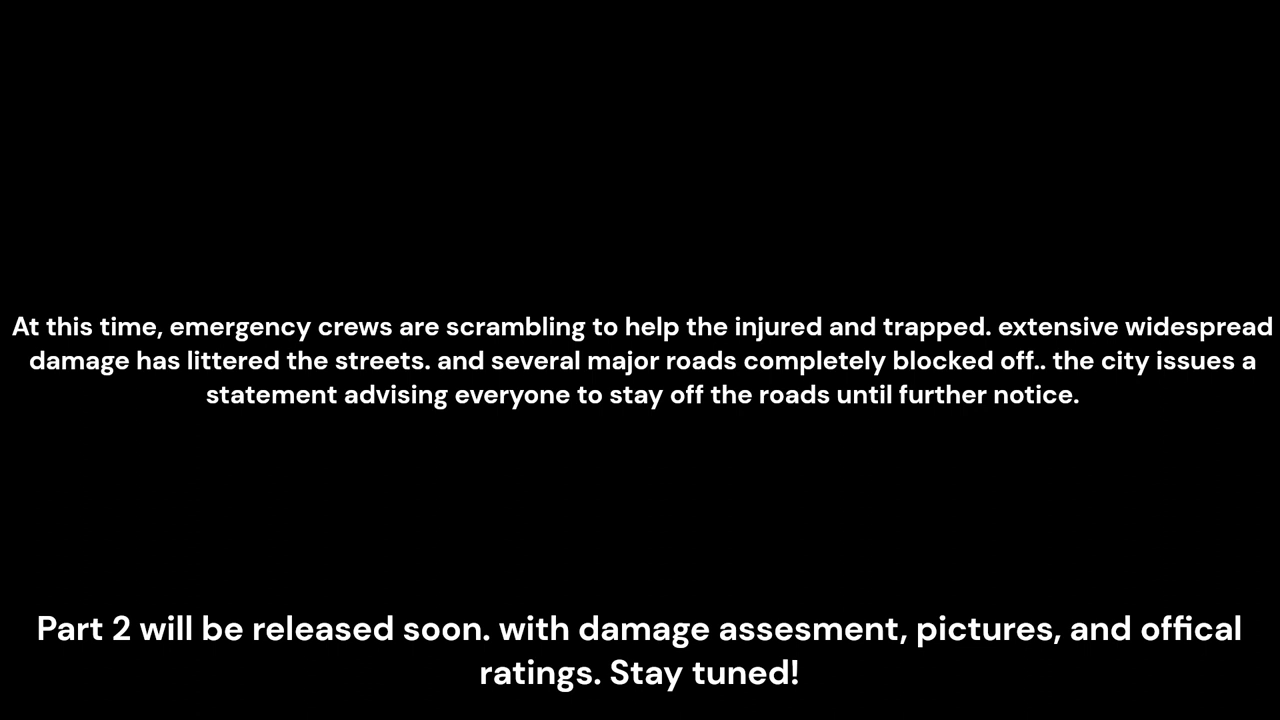 At this time, emergency crews are scrambling to help the injured and trapped. extensive widespread
damage has littered the streets. and several major roads completely blocked off.. the city issues a
statement advising everyone to stay off the roads until further notice.
Part 2 will be released soon. with damage assesment, pictures, and offical
ratings. Stay tuned!